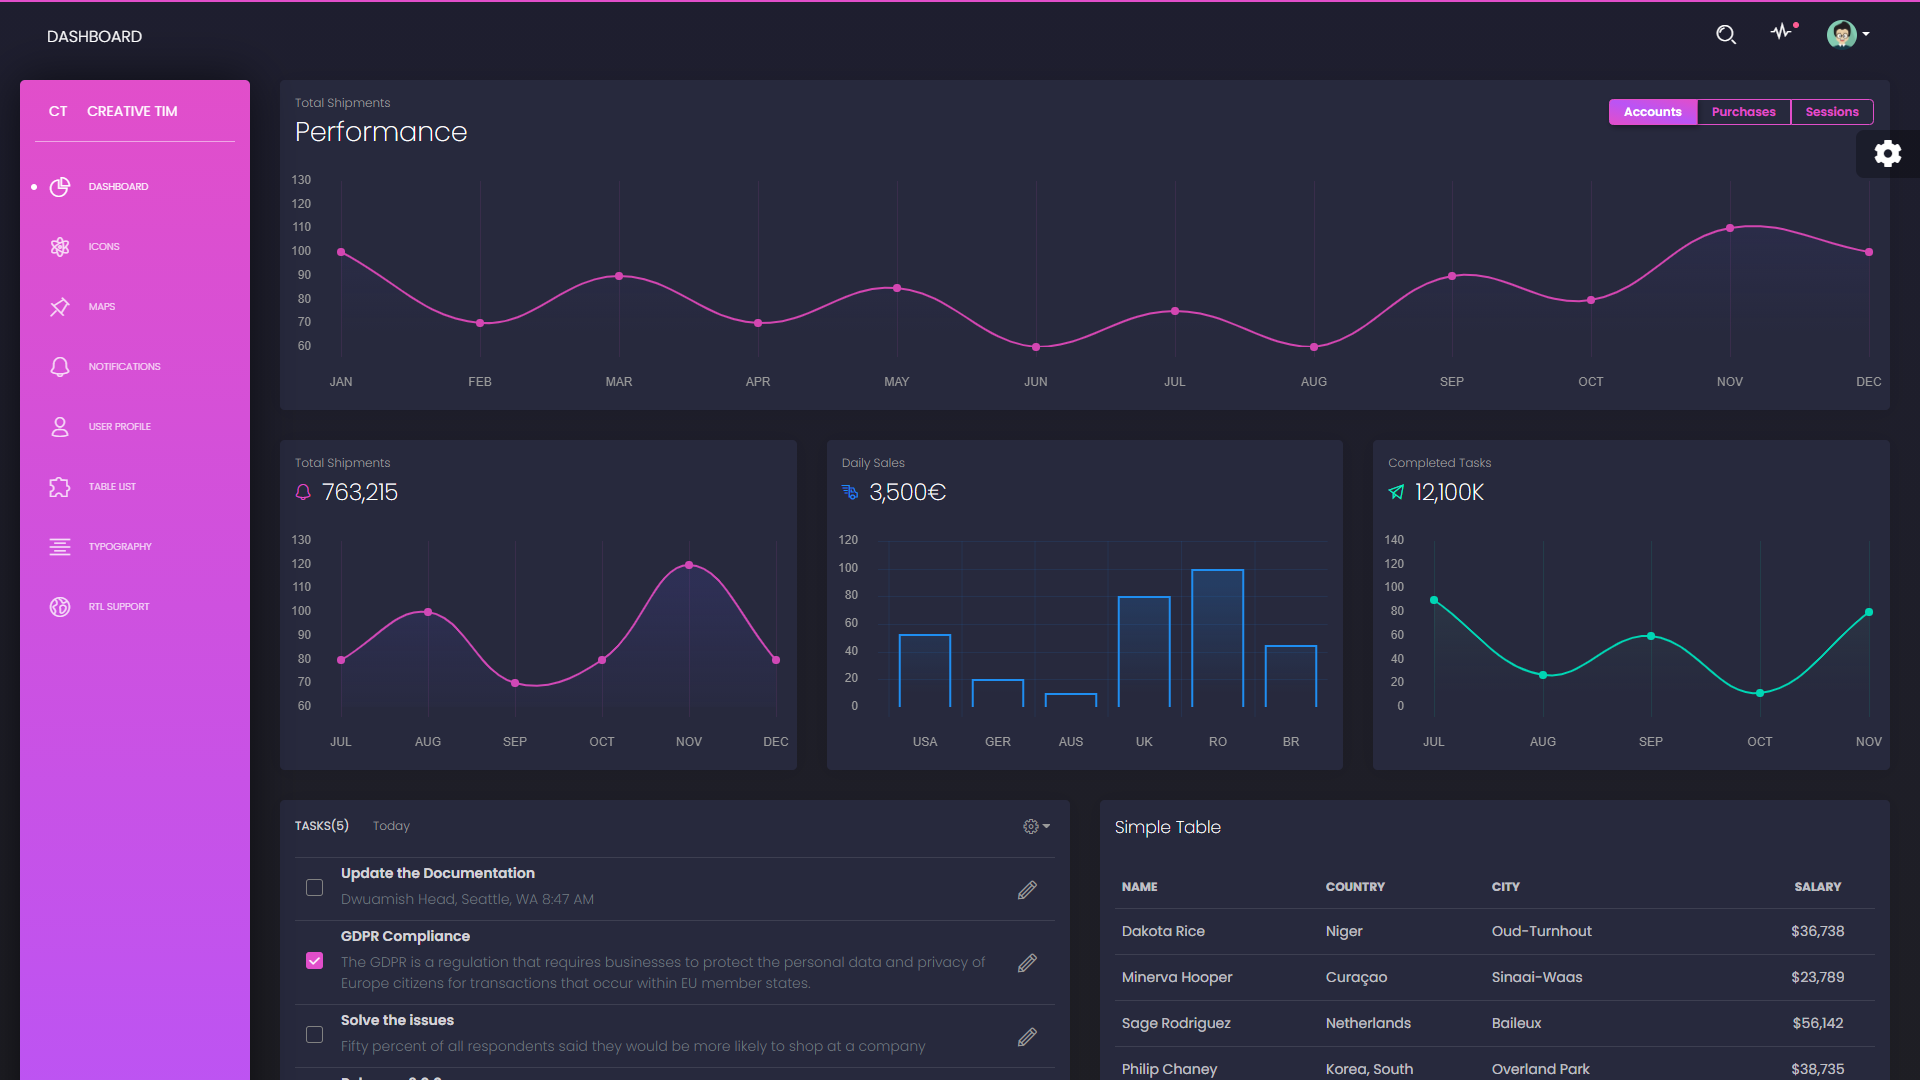 DASHBOARD
CT CREATIVE TIM
DASHBOARD
ICONS
MAPS
NOTIFICATIONS
USER PROFILE
TABLE LIST
TYPOGRAPHY
RTL SUPPORT
Total Shipments
Performance
Accounts Purchases Sessions
130
120
110
100
90
80
70
60
JAN FEB MAR APR MAY JUN JUL AUG SEP OCT NOV DEC
Total Shipments
763,215
130
120
110
100
90
80
70
60
JUL AUG SEP OCT NOV DEC
Daily Sales
3,500€
120
100
80
60
40
20
0
USA GER AUS UK RO BR
Completed Tasks
12,100K
140
120
100
80
60
40
20
0
JUL AUG SEP OCT NOV
TASKS(5) Today
Update the Documentation
Dwuamish Head, Seattle, WA 8:47 AM
GDPR Compliance
The GDPR is a regulation that requires businesses to protect the personal data and privacy of
Europe citizens for transactions that occur within EU member states.
Solve the issues
Fifty percent of all respondents said they would be more likely to shop at a company
Simple Table
NAME COUNTRY CITY SALARY
Dakota Rice Niger Oud-Turnhout $36,738
Minerva Hooper Curaçao Sinaai-Waas $23,789
Sage Rodriguez Netherlands Baileux $56,142
Philip Chaney Korea, South Overland Park $38,735